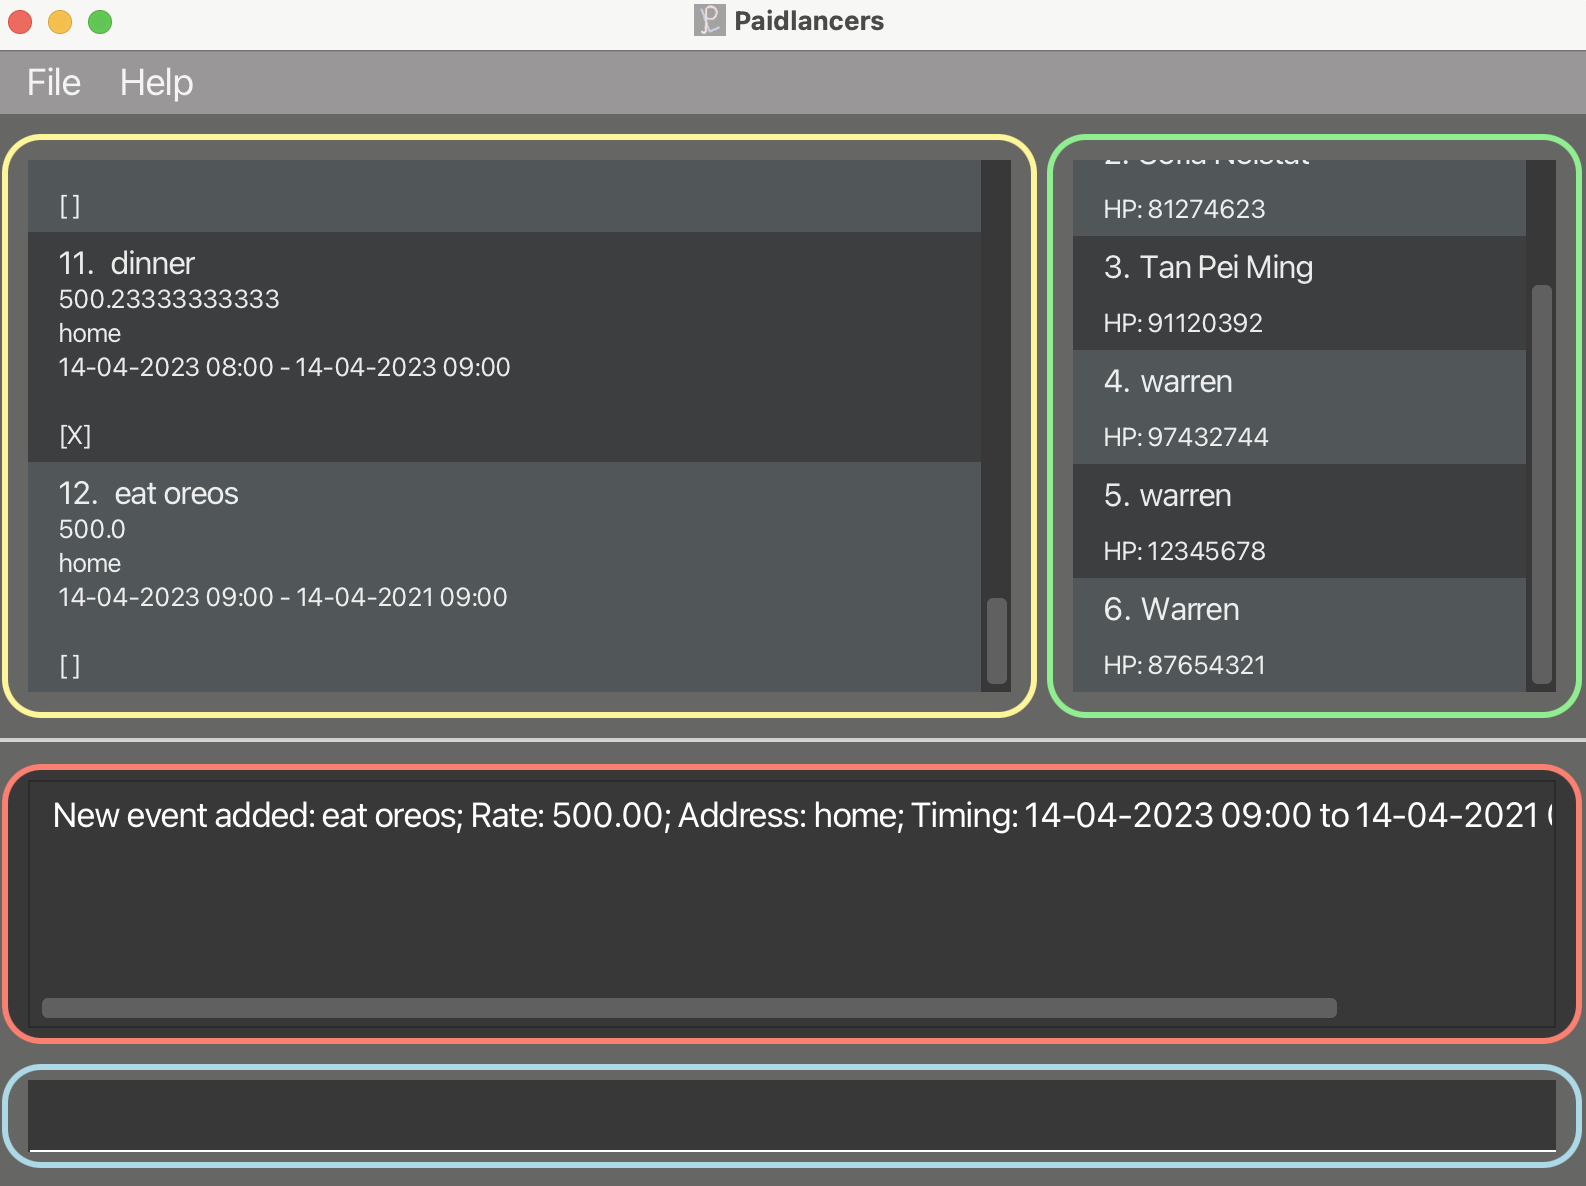 Paidlancers
File Help
[ ]
11. dinner
500.23333333333
home
14-04-2023 08:00 - 14-04-2023 09:00
[X]
12. eat oreos
500.0
home
14-04-2023 09:00 - 14-04-2021 09:00
[ ]
HP: 81274623
3. Tan Pei Ming
HP: 91120392
4. warren
HP: 97432744
5. warren
HP: 12345678
6. Warren
HP: 87654321
New event added: eat oreos; Rate: 500.00; Address: home; Timing: 14-04-2023 09:00 to 14-04-2021